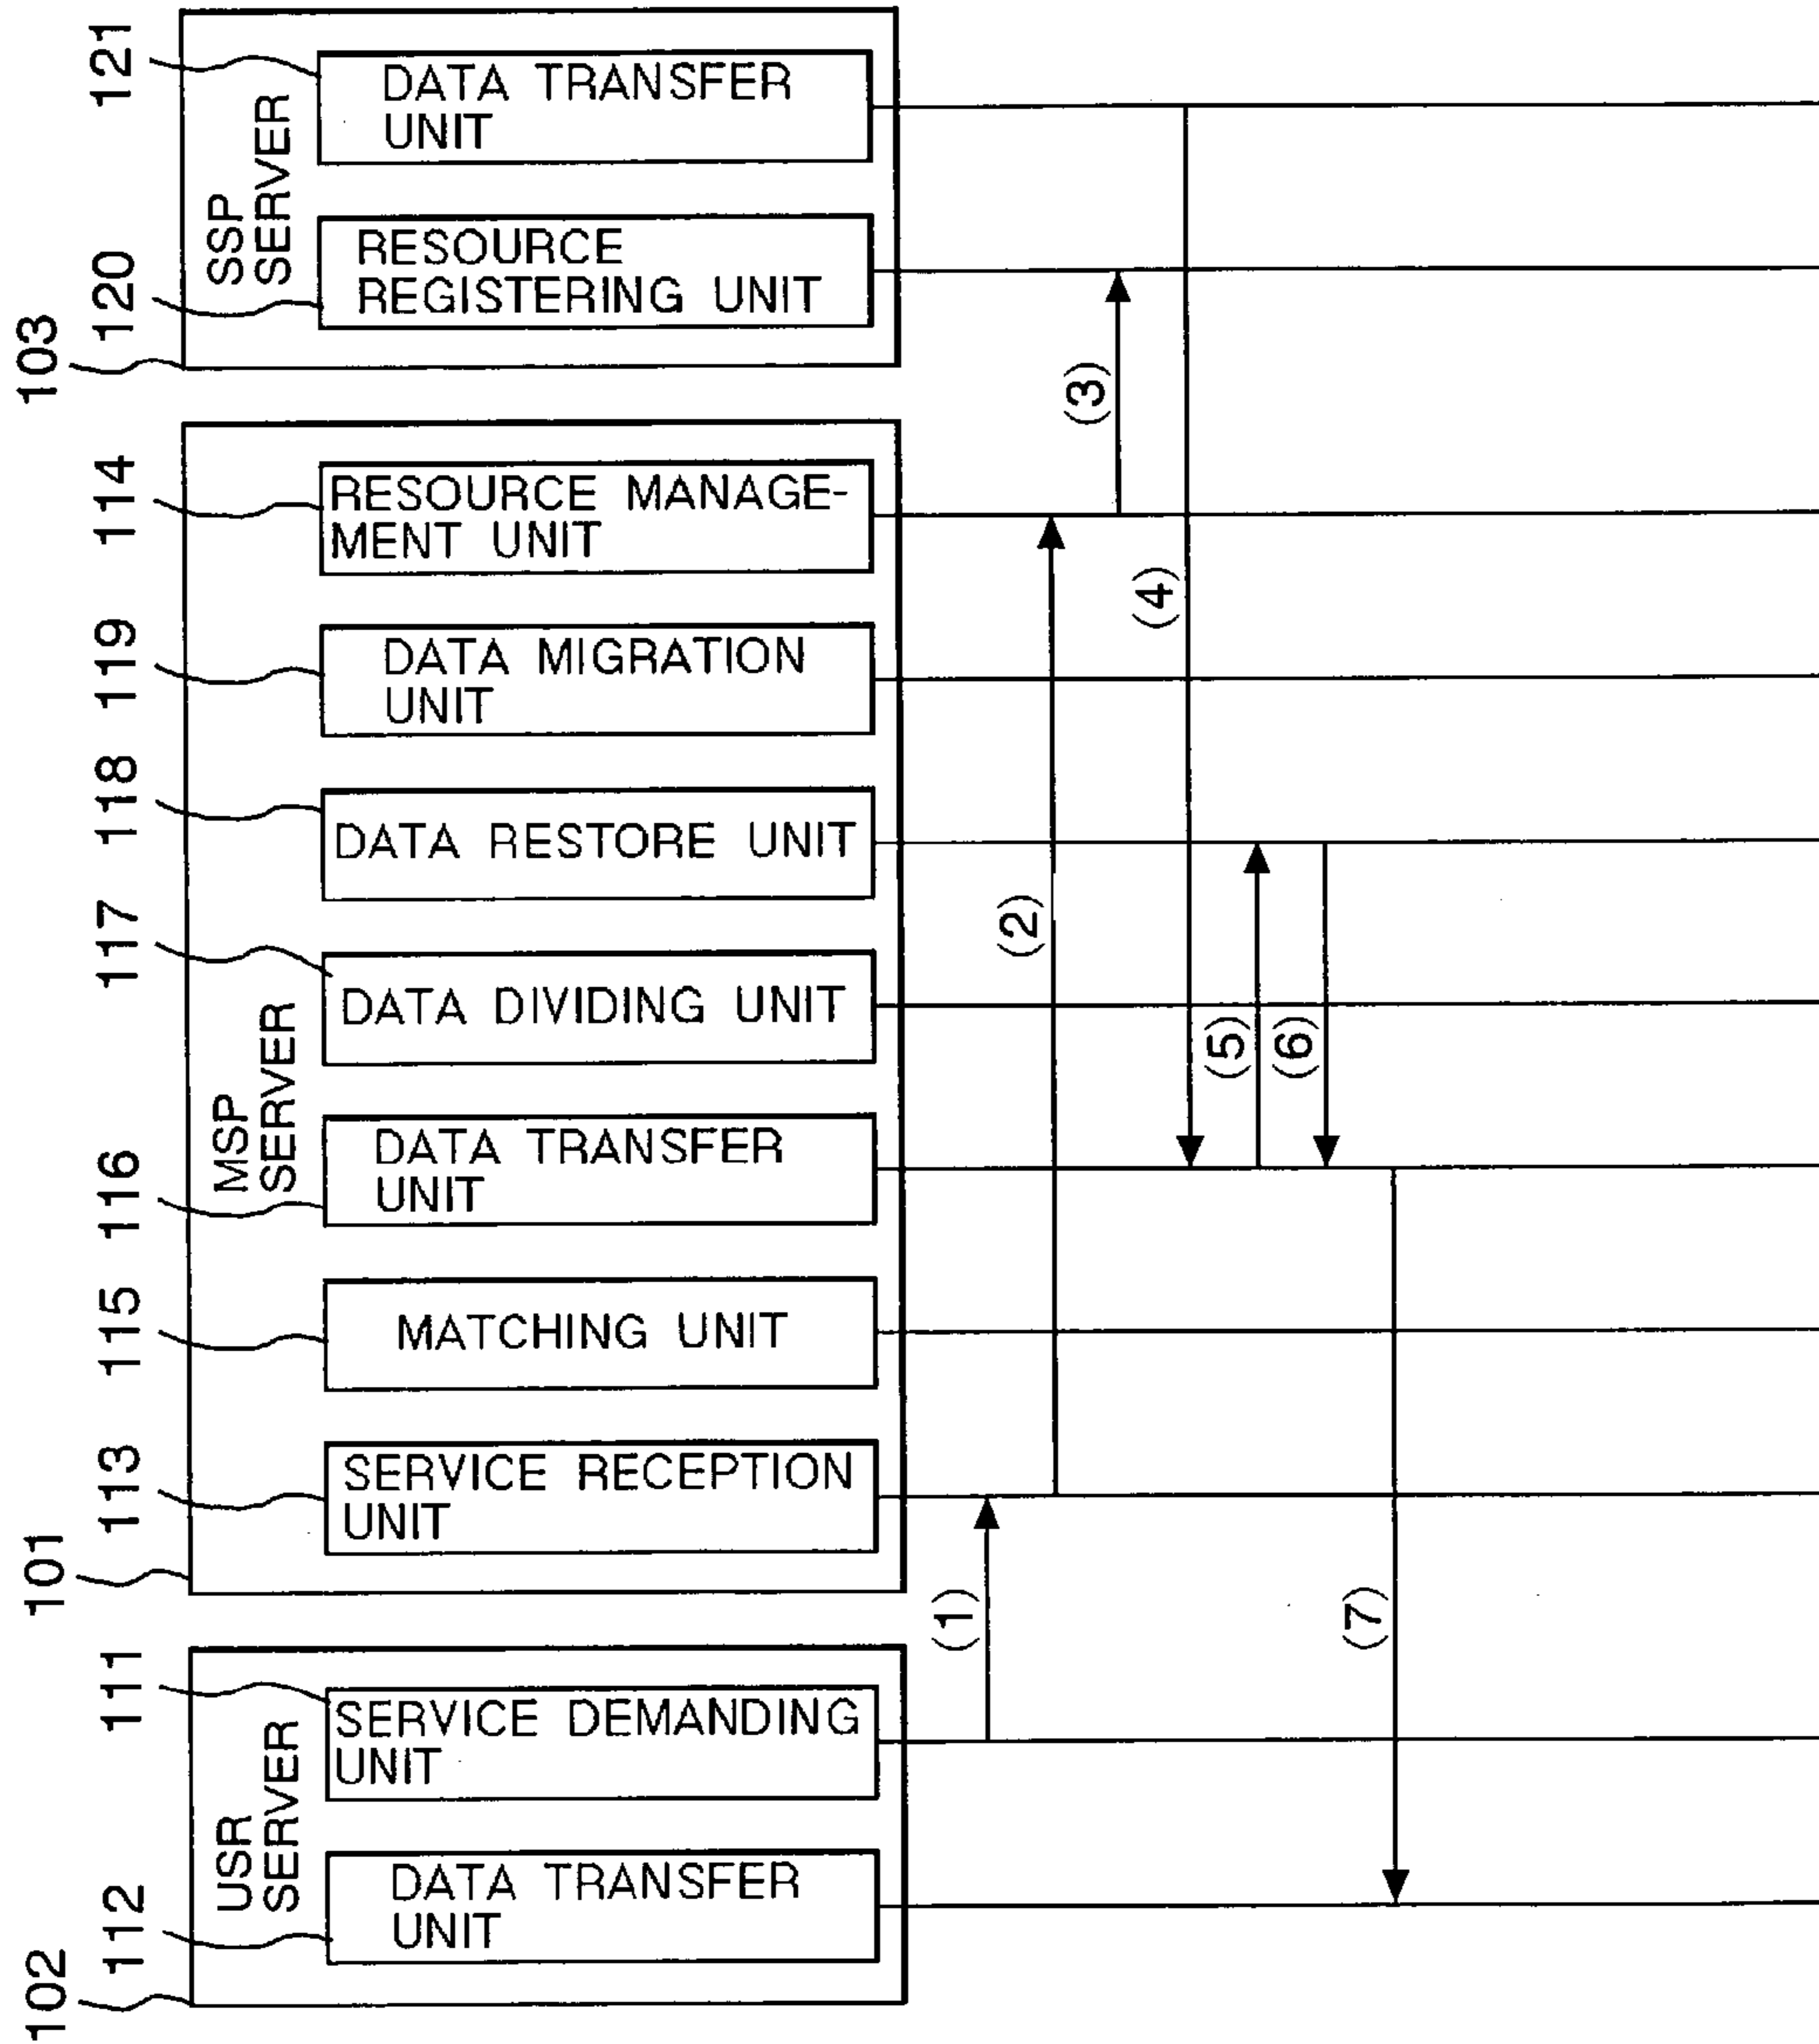 102
112
111
101
113
115
116
117
118
119
114
103
120
121
USR
SERVER
DATA TRANSFER
UNIT
SERVICE DEMANDING
UNIT
MSP
SERVER
SERVICE RECEPTION
UNIT
MATCHING UNIT
DATA TRANSFER
UNIT
DATA DIVIDING UNIT
DATA RESTORE UNIT
DATA MIGRATION
UNIT
RESOURCE MANAGE-
MENT UNIT
SSP
SERVER
RESOURCE
REGISTERING UNIT
DATA TRANSFER
UNIT
(1)
(2)
(3)
(4)
(5)
(6)
(7)